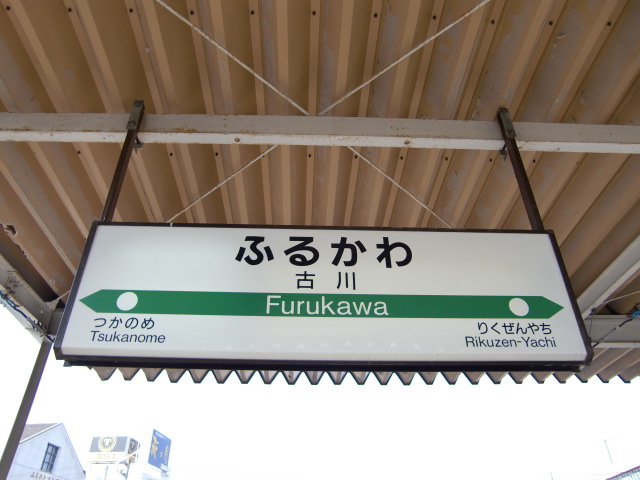 ふるかわ
古川
Furukawa
つかのめ
Tsukanome
りくぜんやち
Rikuzen-Yachi